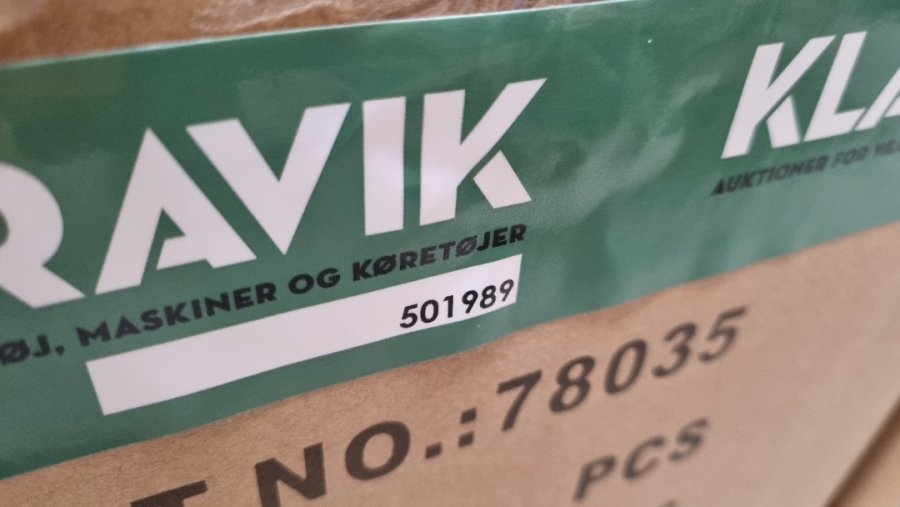 RAVIK
ØJ, MASKINER OG KØRETØJER
501989
KLA
AUKTIONER FOR
T NO.:78035
PCS